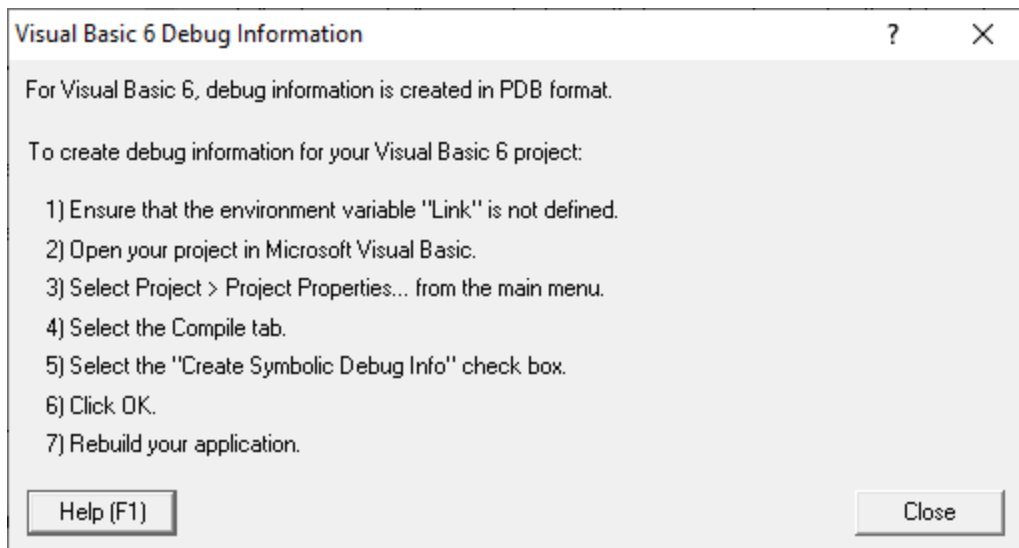 Visual Basic 6 Debug Information
?
For Visual Basic 6, debug information is created in PDB format.
To create debug information for your Visual Basic 6 project:
1) Ensure that the environment variable "Link" is not defined.
2) Open your project in Microsoft Visual Basic.
3) Select Project > Project Properties... from the main menu.
4) Select the Compile tab.
5) Select the "Create Symbolic Debug Info" check box.
6) Click OK.
7) Rebuild your application.
Help (F1)
Close